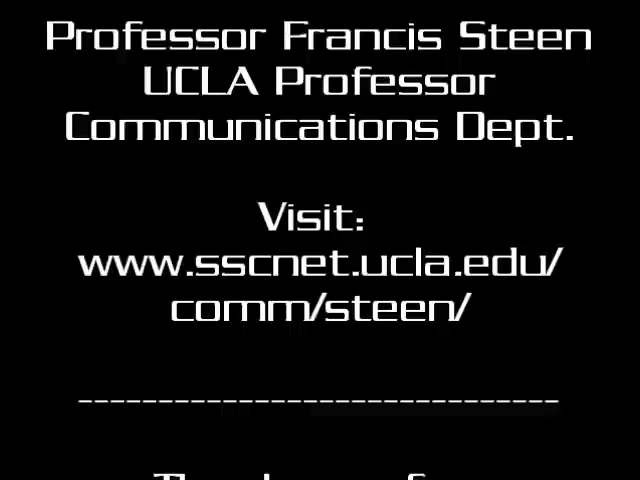 Professor Francis Steen
UCLA Professor
Communications Dept.
Visit:
www.sscnet.ucla.edu/
comm/steen/
------------------------------